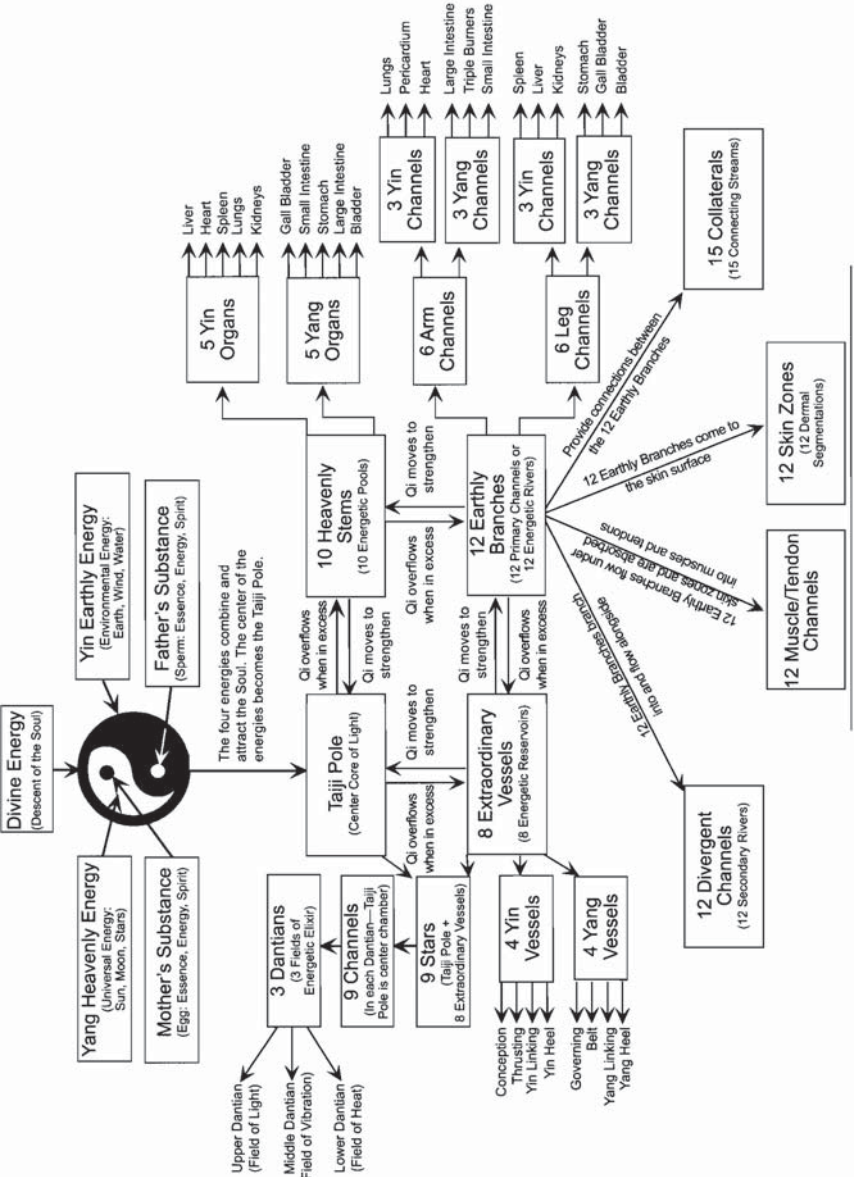 Divine Energy
(Descent of the Soul)
Yang Heavenly Energy
(Universal Energy:
Sun, Moon, Stars)
Yin Earthly Energy
(Environmental Energy:
Earth, Wind, Water)
Mother's Substance
(Egg: Essence, Energy, Spirit)
Father's Substance
(Sperm: Essence, Energy, Spirit)
The four energies combine and
attract the Soul. The center of the
energies becomes the Taiji Pole.
Upper Dantian
(Field of Light)
Middle Dantian
Field of Vibration)
Lower Dantian
(Field of Heat)
3 Dantians
(3 Fields of
Energetic Elixir)
9 Channels
(In each Dantian—Taiji
Pole is center chamber)
9 Stars
(Taiji Pole +
8 Extraordinary Vessels)
Taiji Pole
(Center Core of Light)
Qi overflows
when in excess
Qi moves to
strengthen
10 Heavenly
Stems
(10 Energetic Pools)
5 Yin
Organs
Liver
Heart
Spleen
Lungs
Kidneys
5 Yang
Organs
Gall Bladder
Small Intestine
Stomach
Large Intestine
Bladder
Qi overflows
when in excess
Qi moves to
strengthen
Qi overflows
when in excess
Qi moves to
strengthen
8 Extraordinary
Vessels
(8 Energetic Reservoirs)
Qi moves to
strengthen
Qi overflows
when in excess
12 Earthly
Branches
(12 Primary Channels or
12 Energetic Rivers)
4 Yin
Vessels
Conception
Thrusting
Yin Linking
Yin Heel
4 Yang
Vessels
Governing
Belt
Yang Linking
Yang Heel
6 Arm
Channels
3 Yin
Channels
Lungs
Pericardium
Heart
3 Yang
Channels
Large Intestine
Triple Burners
Small Intestine
6 Leg
Channels
3 Yin
Channels
Spleen
Liver
Kidneys
3 Yang
Channels
Stomach
Gall Bladder
Bladder
12 Earthly Branches branch
into and flow alongside
12 Earthly Branches flow under
skin zones and are absorbed
into muscles and tendons
12 Earthly Branches come to
the skin surface
Provide connections between
the 12 Earthly Branches
12 Divergent
Channels
(12 Secondary Rivers)
12 Muscle/Tendon
Channels
12 Skin Zones
(12 Dermal
Segmentations)
15 Collaterals
(15 Connecting Streams)